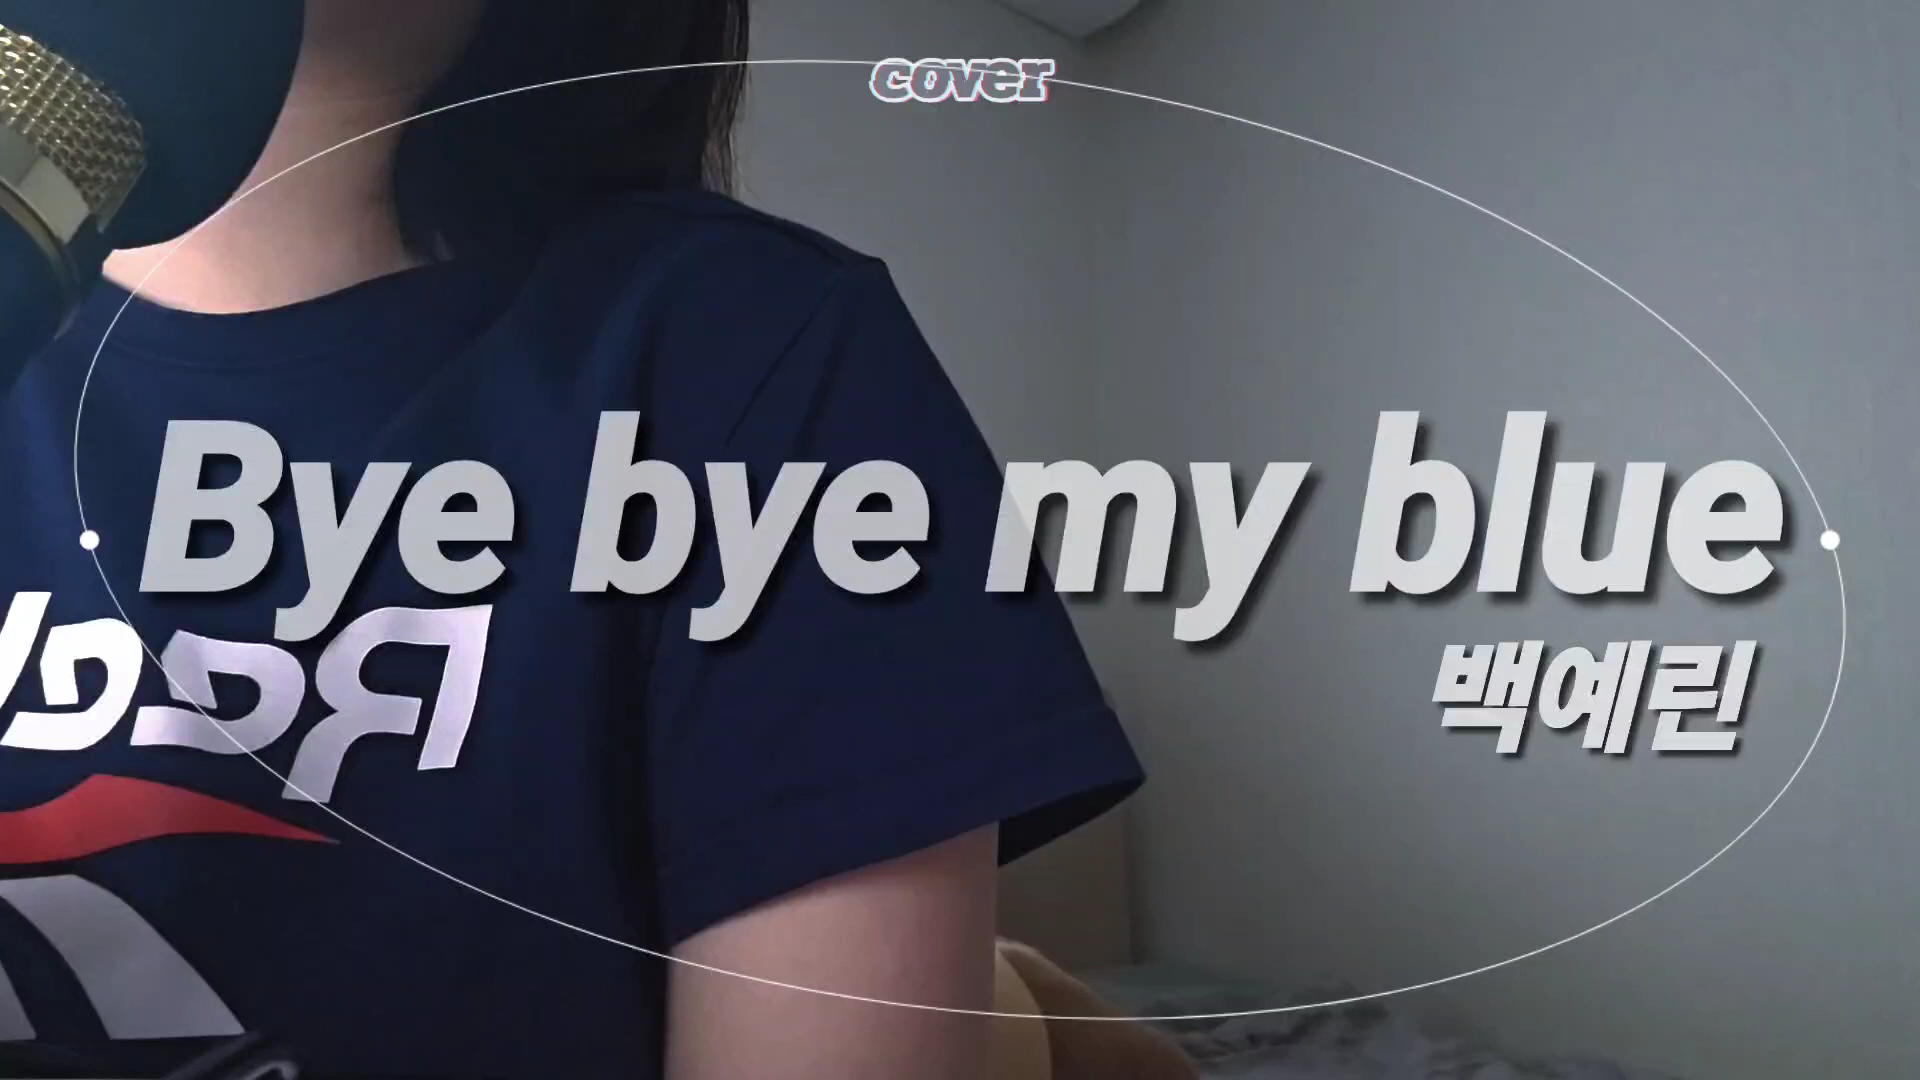 cover
Bye bye my blue
백예린